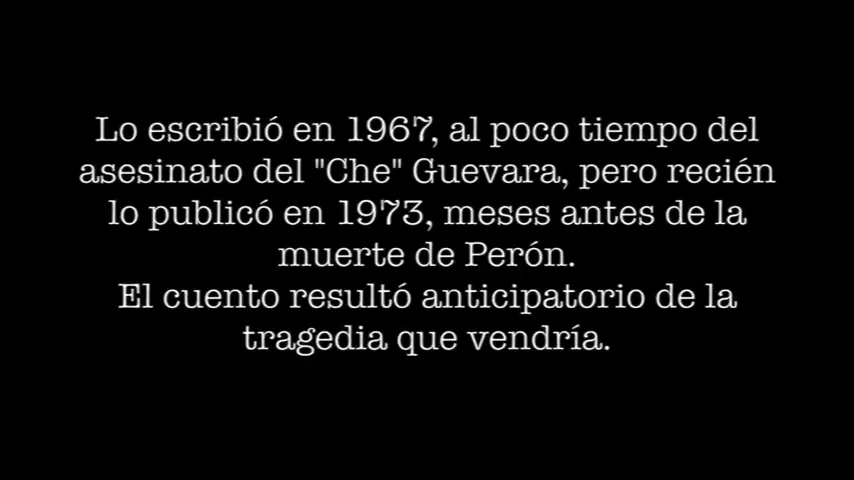 Lo escribió en 1967, al poco tiempo del
asesinato del "Che" Guevara, pero recién
lo publicó en 1973, meses antes de la
muerte de Perón.
El cuento resultó anticipatorio de la
tragedia que vendría.